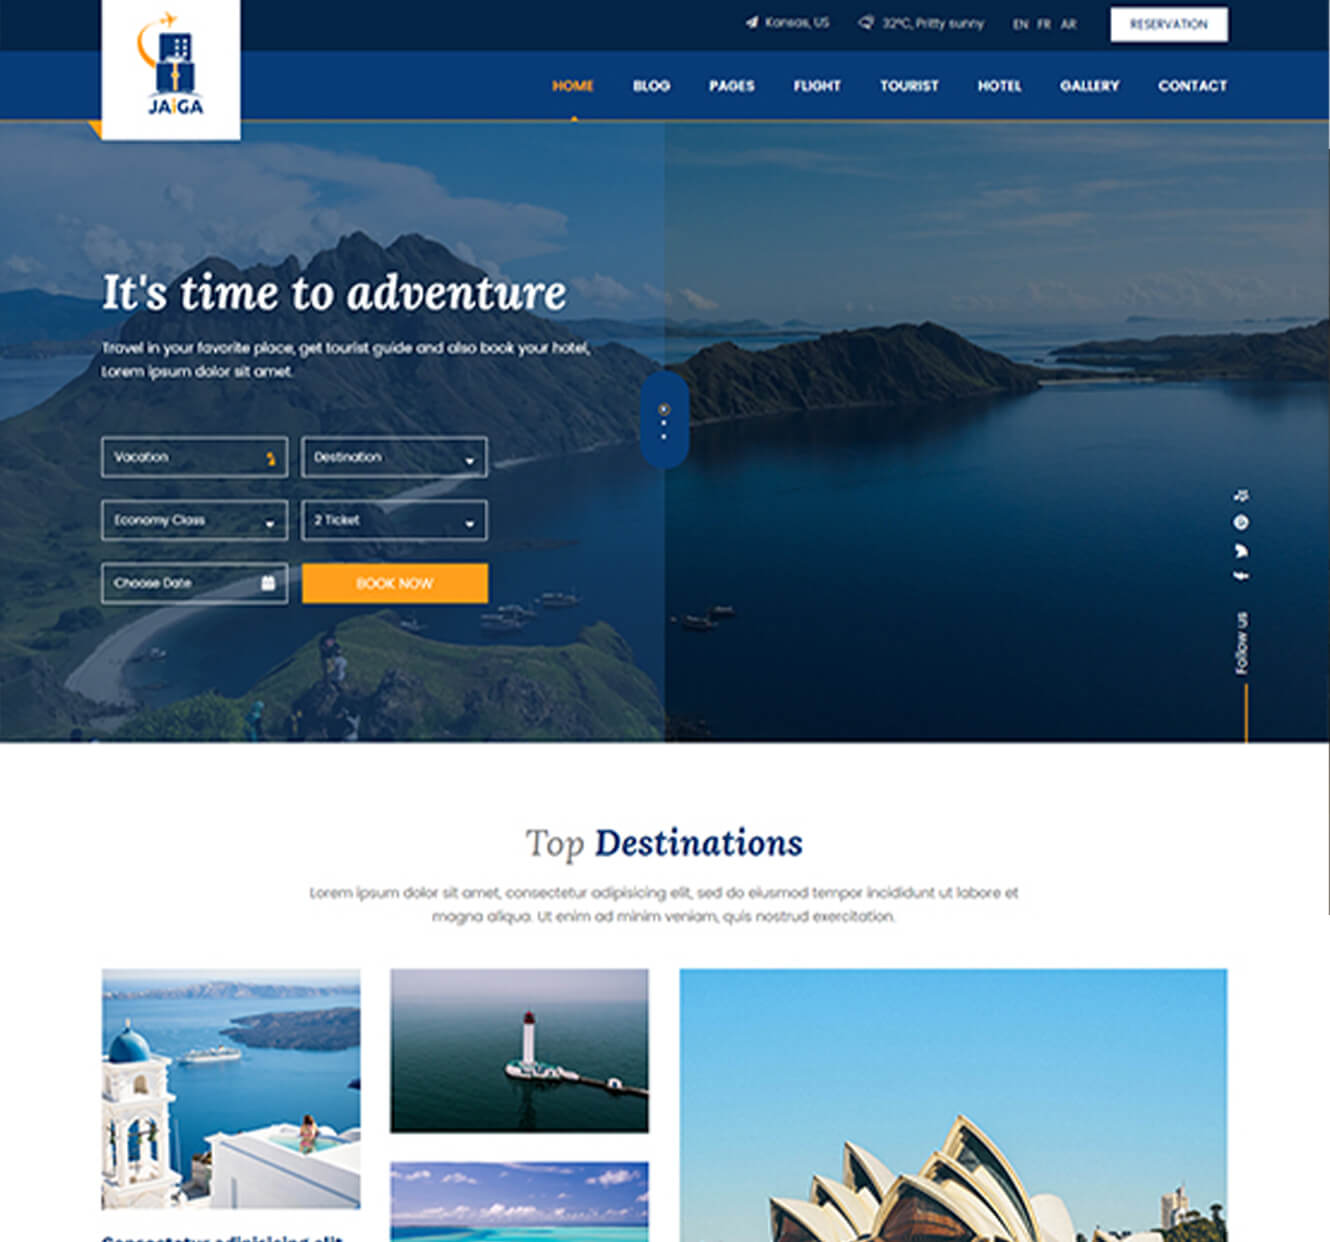 Kansas, US
32°C, Pritty sunny
EN FR AR
RESERVATION
JAIGA
HOME
BLOG
PAGES
FLIGHT
TOURIST
HOTEL
GALLERY
CONTACT
It's time to adventure
Travel in your favorite place, get tourist guide and also book your hotel,
Lorem ipsum dolor sit amet.
Vacation
Destination
Economy Class
2 Ticket
Choose Date
BOOK NOW
Follow us
Top Destinations
Lorem ipsum dolor sit amet, consectetur adipisicing elit, sed do eiusmod tempor incididunt ut labore et
magna aliqua. Ut enim ad minim veniam, quis nostrud exercitation.
Consectetur adipisicing elit